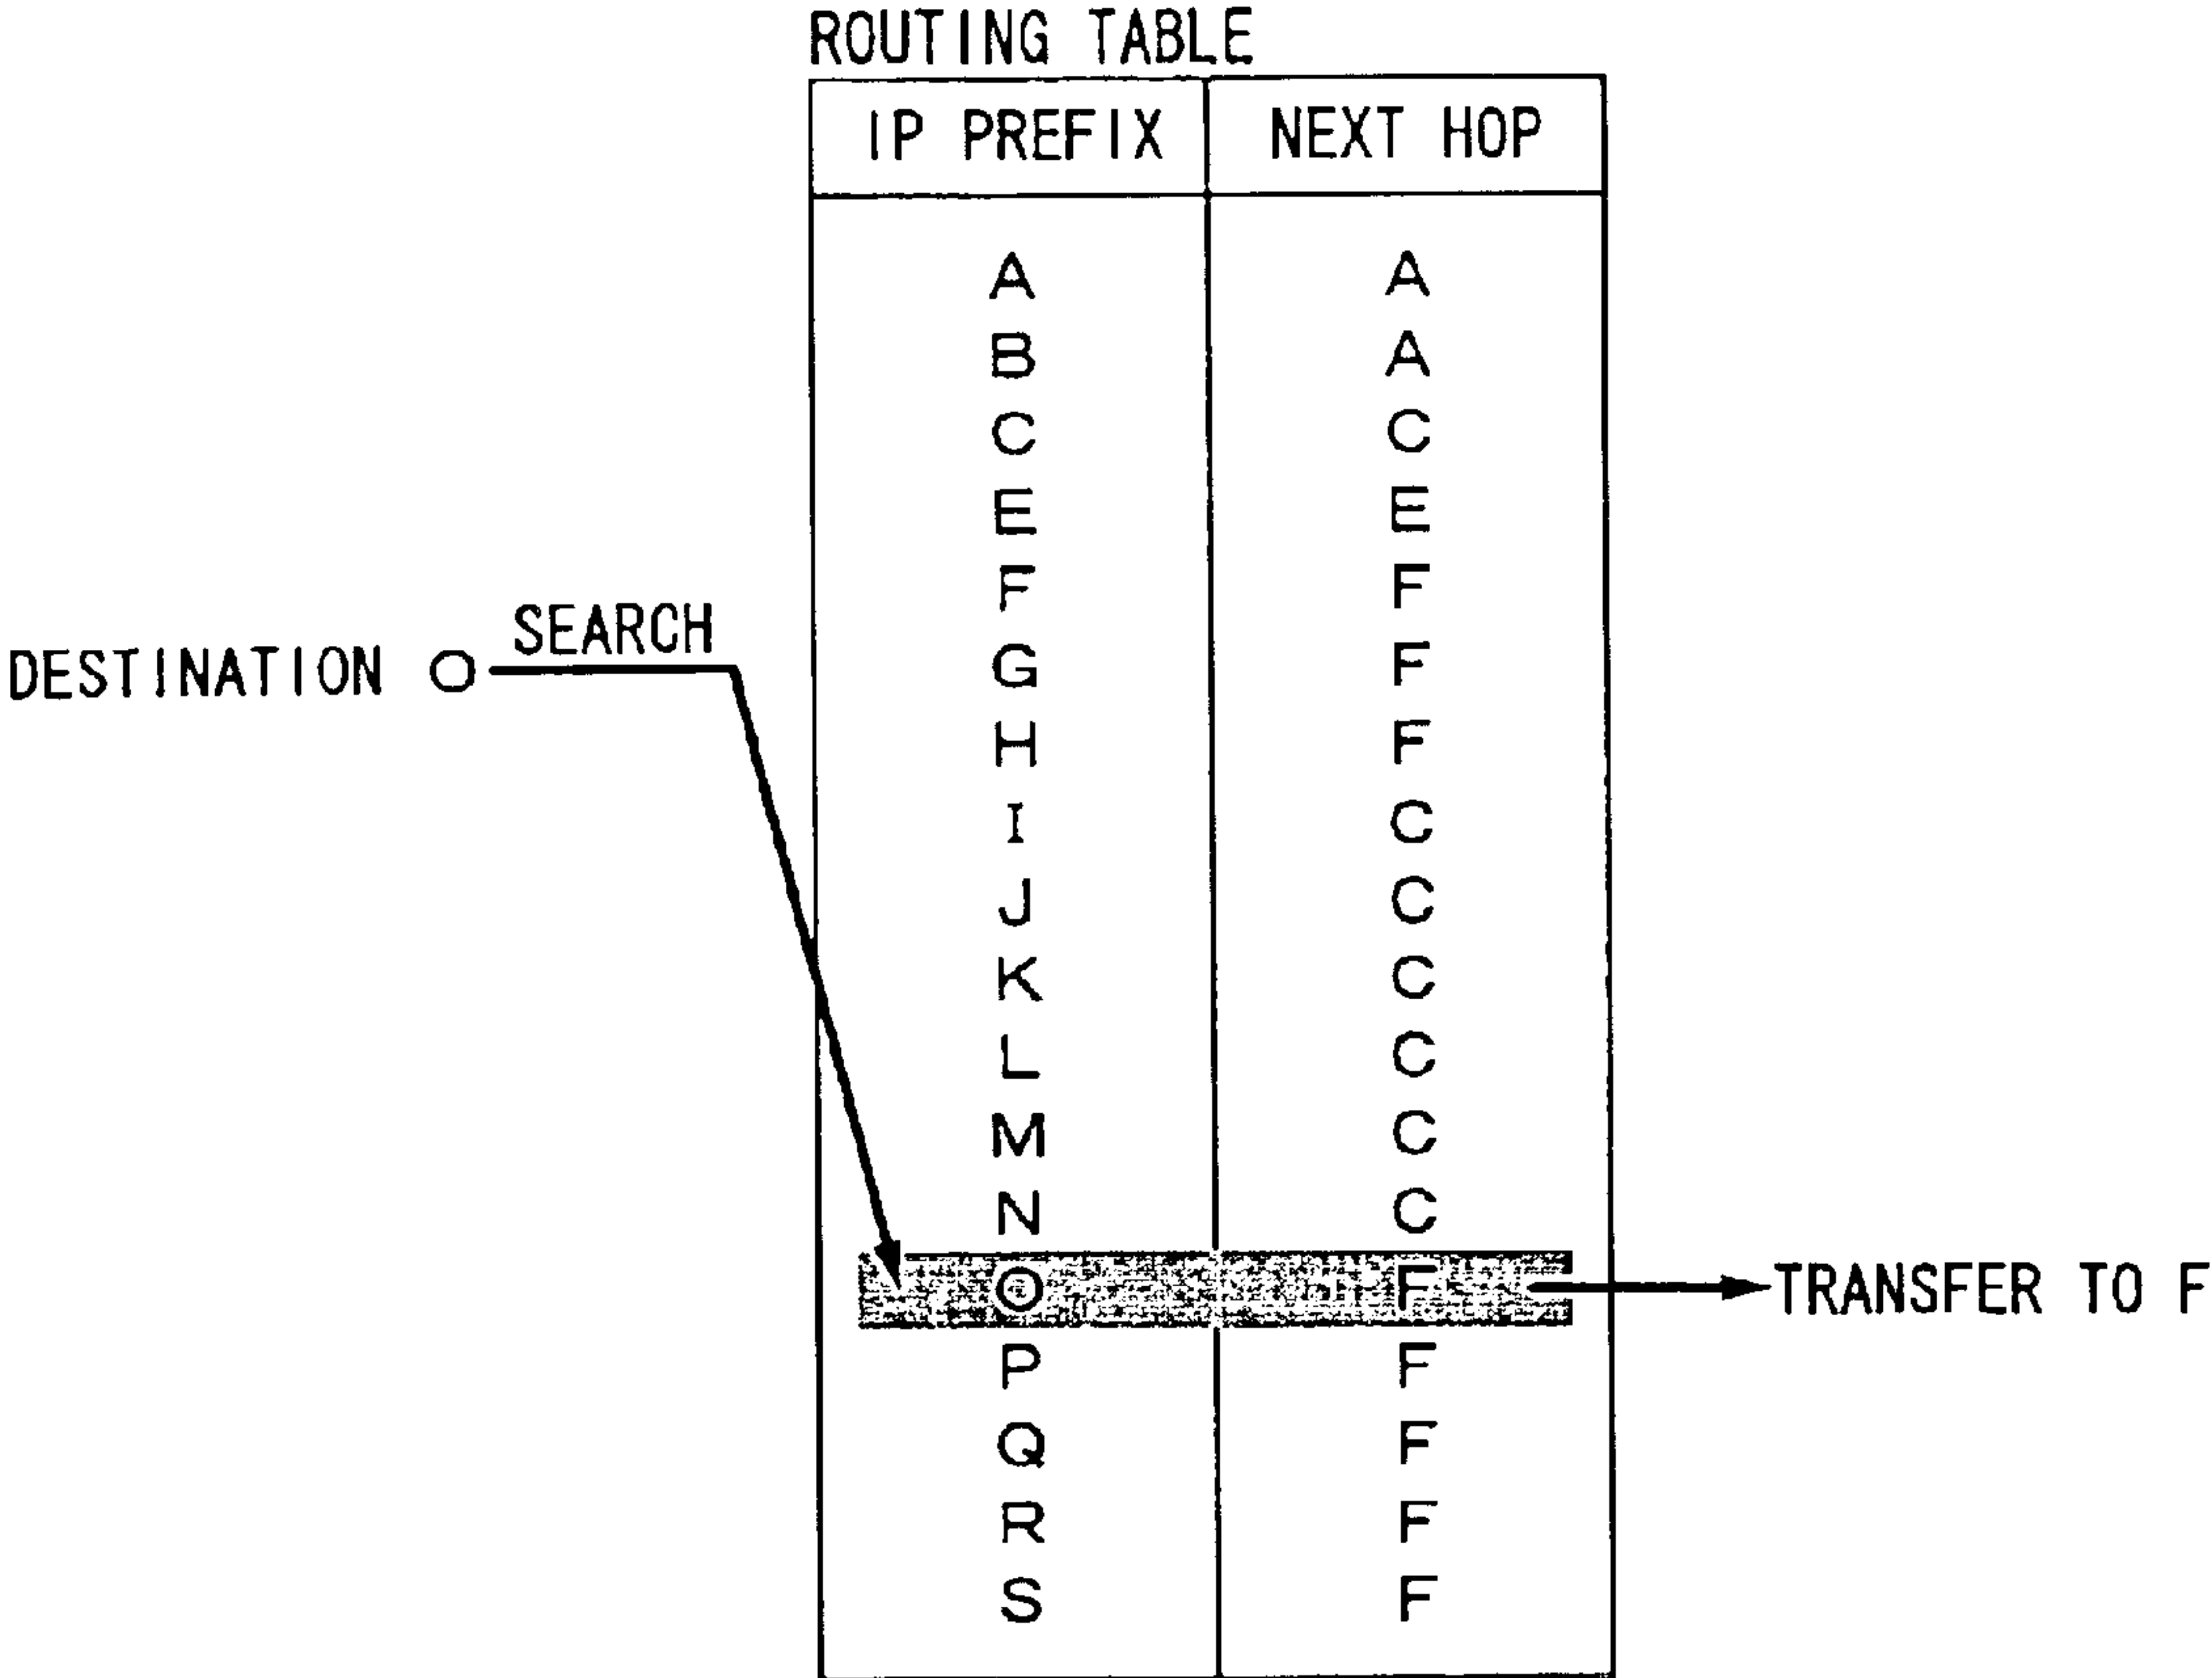 ROUTING TABLE
IP PREFIX NEXT HOP
A A
B A
C C
E E
F F
G F
H F
I C
J C
K C
L C
M C
N C
O F
P F
Q F
R F
S F
DESTINATION O
SEARCH
TRANSFER TO F